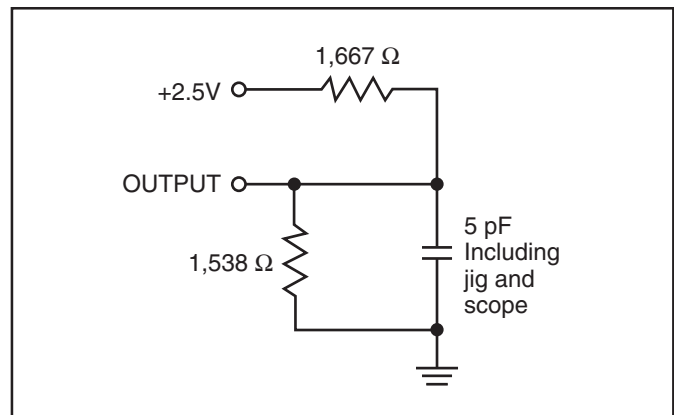 1,667 Ω
+2.5V
OUTPUT
1,538 Ω
5 pF
Including
jig and
scope